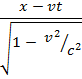 x − vt
√(1 − v²/c²)